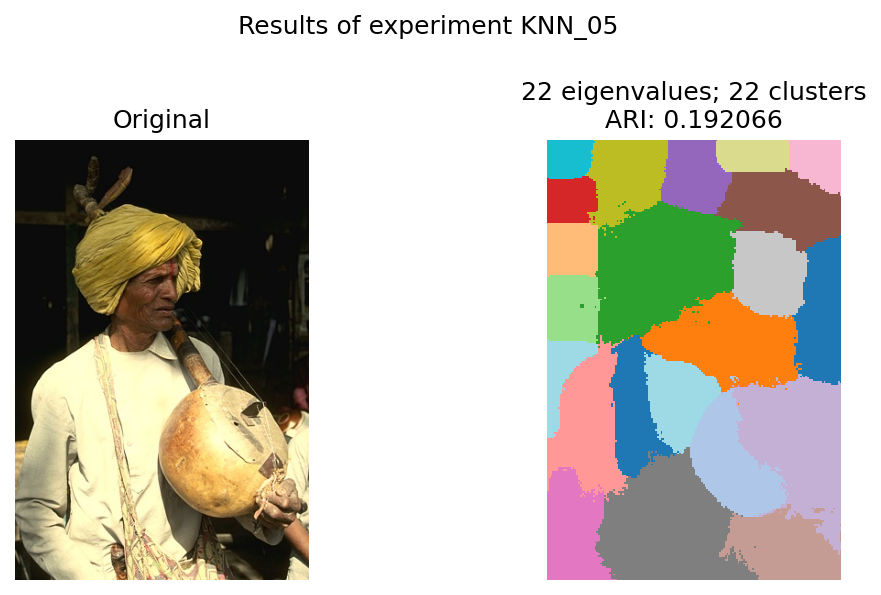 Results of experiment KNN_05
Original
22 eigenvalues; 22 clusters
ARI: 0.192066